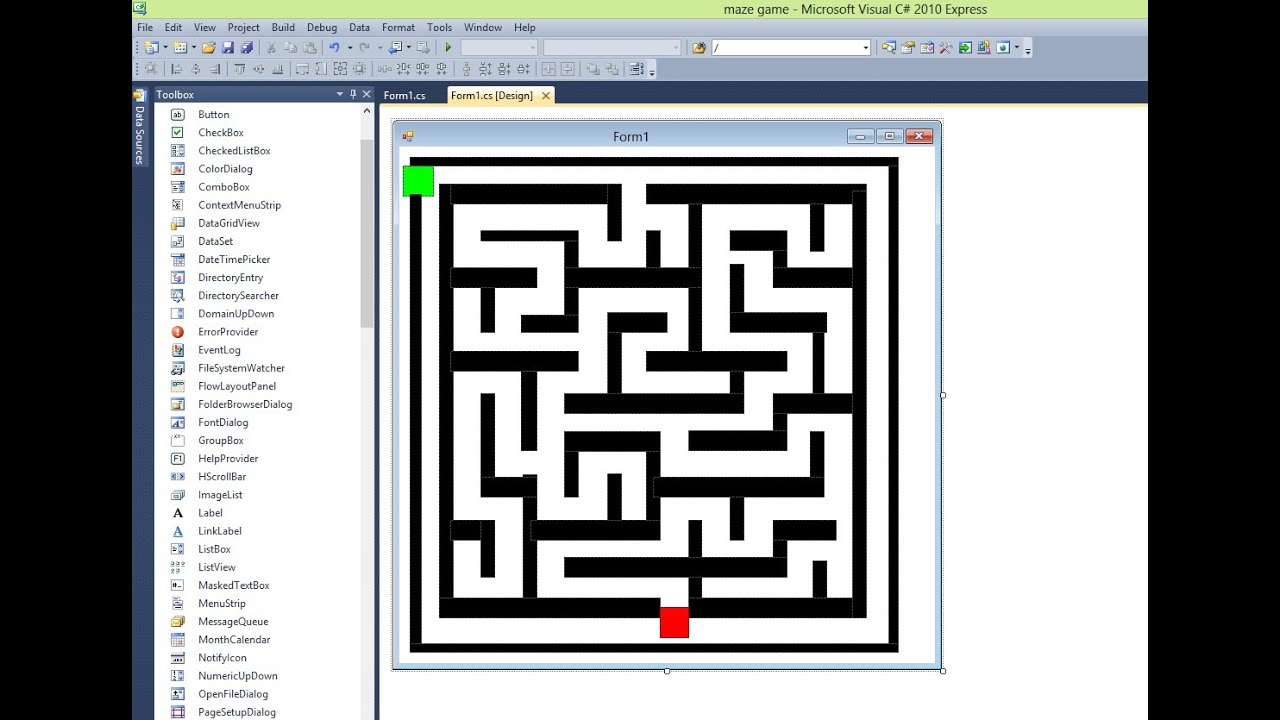 maze game - Microsoft Visual C# 2010 Express
File Edit View Project Build Debug Data Format Tools Window Help
/
Data Sources
Toolbox
Form1.cs
Form1.cs [Design]
Form1
Button
CheckBox
CheckedListBox
ColorDialog
ComboBox
ContextMenuStrip
DataGridView
DataSet
DateTimePicker
DirectoryEntry
DirectorySearcher
DomainUpDown
ErrorProvider
EventLog
FileSystemWatcher
FlowLayoutPanel
FolderBrowserDialog
FontDialog
GroupBox
HelpProvider
HScrollBar
ImageList
A Label
A LinkLabel
ListBox
ListView
MaskedTextBox
MenuStrip
MessageQueue
MonthCalendar
NotifyIcon
NumericUpDown
OpenFileDialog
PageSetupDialog